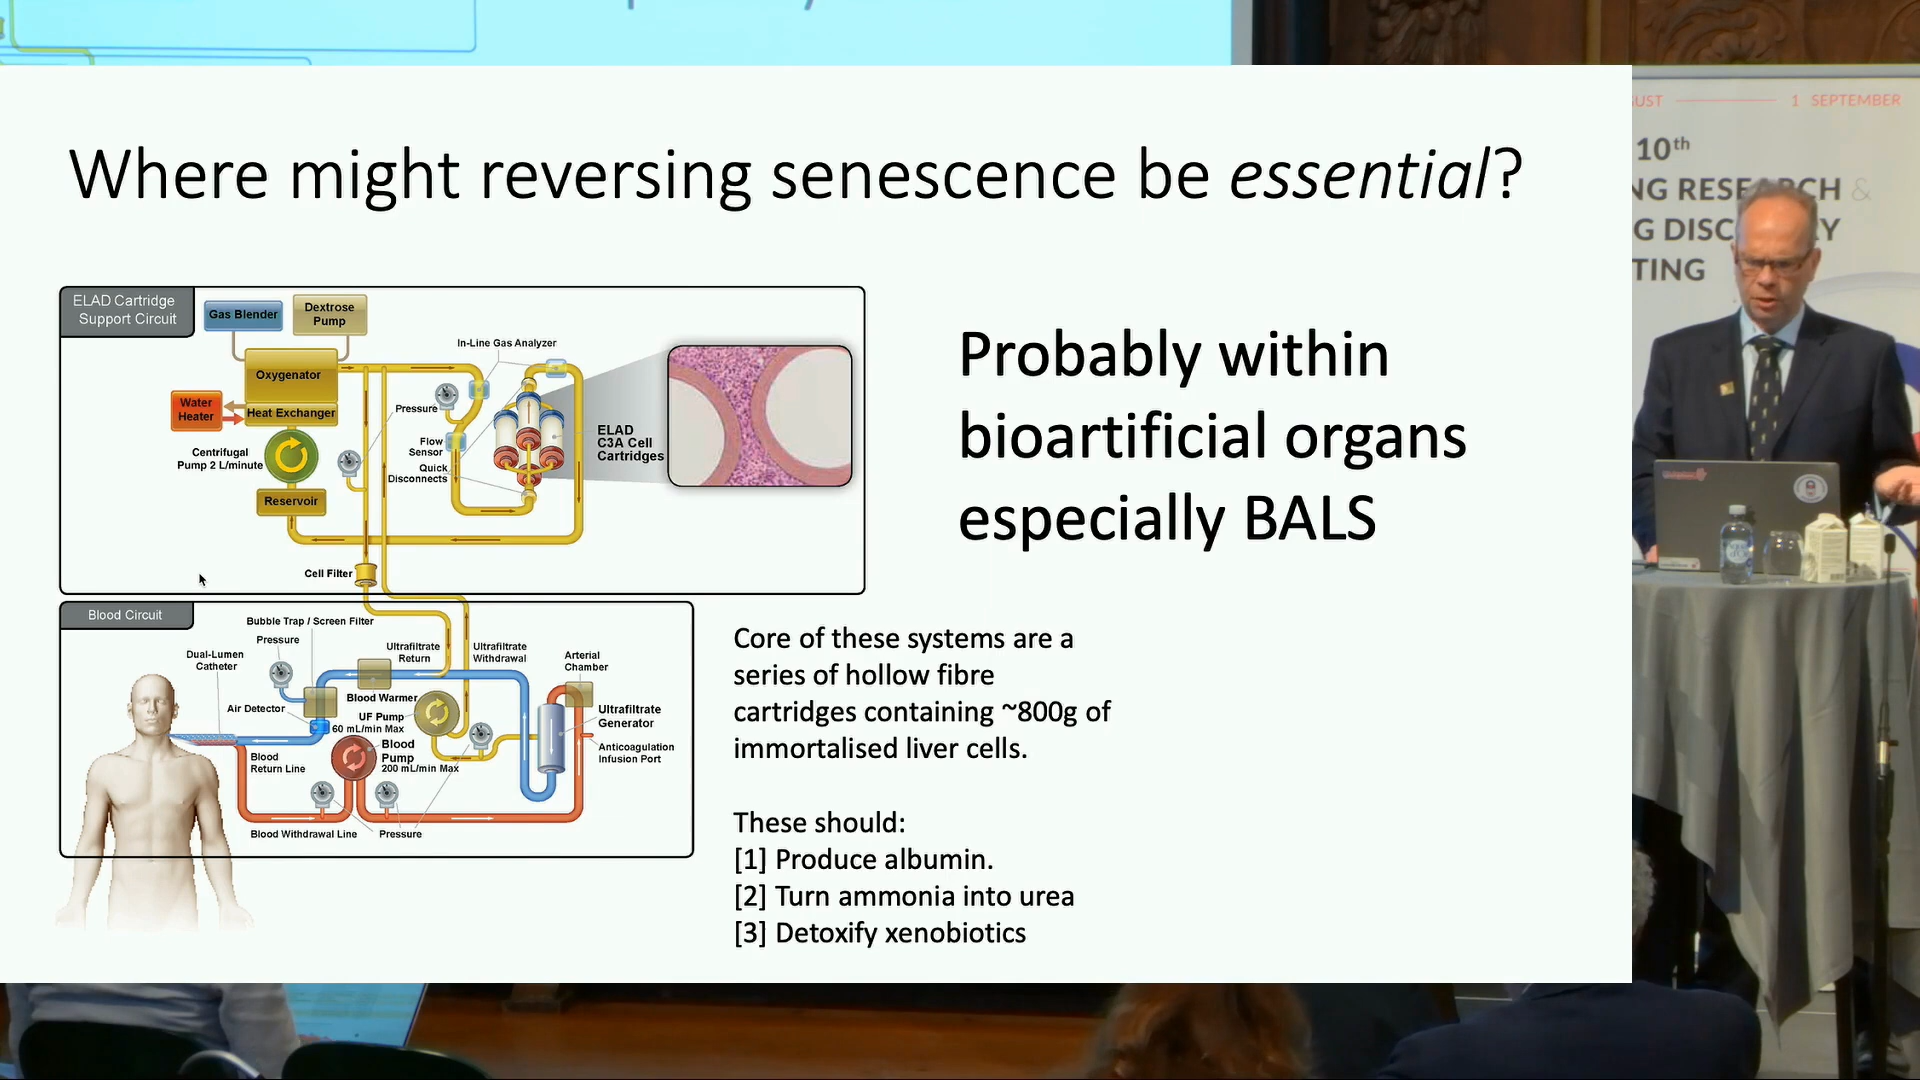 UST
1 SEPTEMBER
10th
NG RESEARCH &
G DISC
RY
TING
Where might reversing senescence be essential?
ELAD Cartridge
Support Circuit
Gas Blender
Dextrose
Pump
Oxygenator
Water
Heater
Heat Exchanger
Centrifugal
Pump 2 L/minute
Reservoir
In-Line Gas Analyzer
Pressure
Flow
Sensor
Quick
Disconnects
ELAD
C3A Cell
Cartridges
Cell Filter
Probably within
bioartificial organs
especially BALS
Blood Circuit
Bubble Trap / Screen Filter
Pressure
Dual-Lumen
Catheter
Ultrafiltrate
Return
Ultrafiltrate
Withdrawal
Arterial
Chamber
Air Detector
Blood Warmer
UF Pump
60 mL/min Max
Ultrafiltrate
Generator
Blood
Pump
200 mL/min Max
Anticoagulation
Infusion Port
Blood
Return Line
Blood Withdrawal Line
Pressure
Core of these systems are a
series of hollow fibre
cartridges containing ~800g of
immortalised liver cells.
These should:
[1] Produce albumin.
[2] Turn ammonia into urea
[3] Detoxify xenobiotics